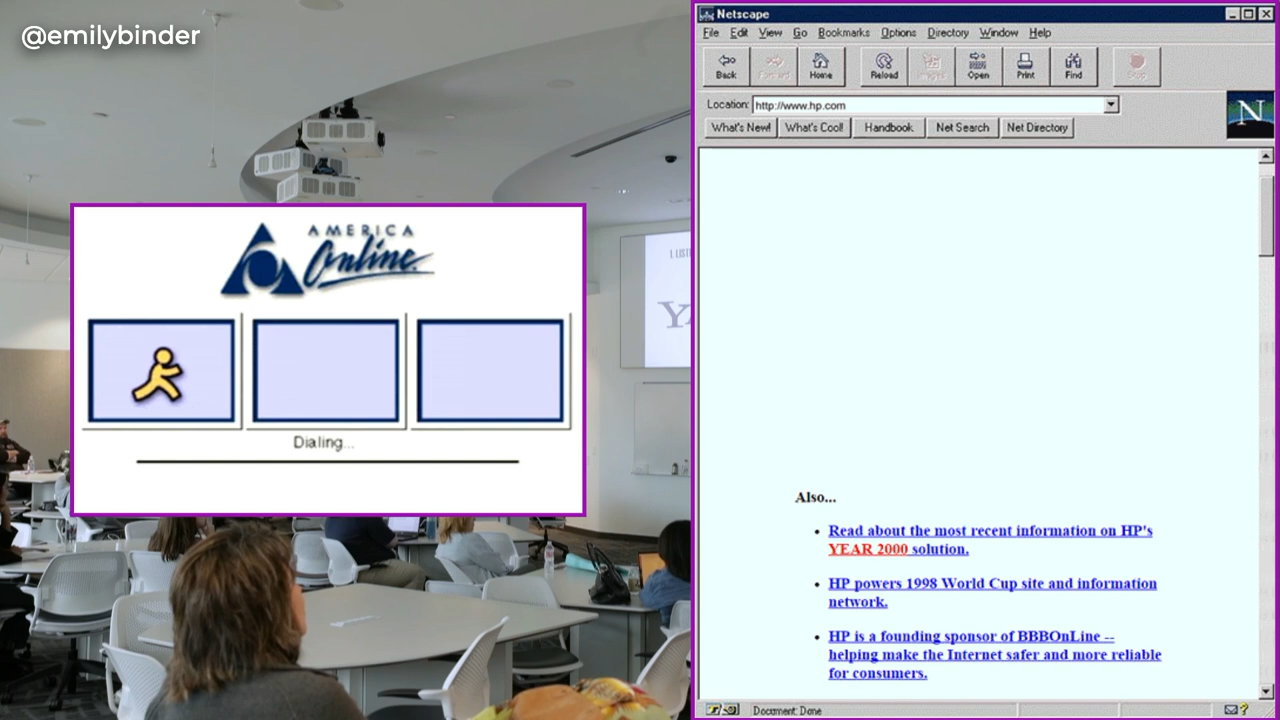 @emilybinder
AMERICA
Online
Dialing...
Netscape
File Edit View Go Bookmarks Options Directory Window Help
Back Forward Home Reload Images Open Print Find Stop
Location: http://www.hp.com
What's New! What's Cool! Handbook Net Search Net Directory
N
Also...
Read about the most recent information on HP's
YEAR 2000 solution.
HP powers 1998 World Cup site and information
network.
HP is a founding sponsor of BBBOnLine --
helping make the Internet safer and more reliable
for consumers.
Document: Done